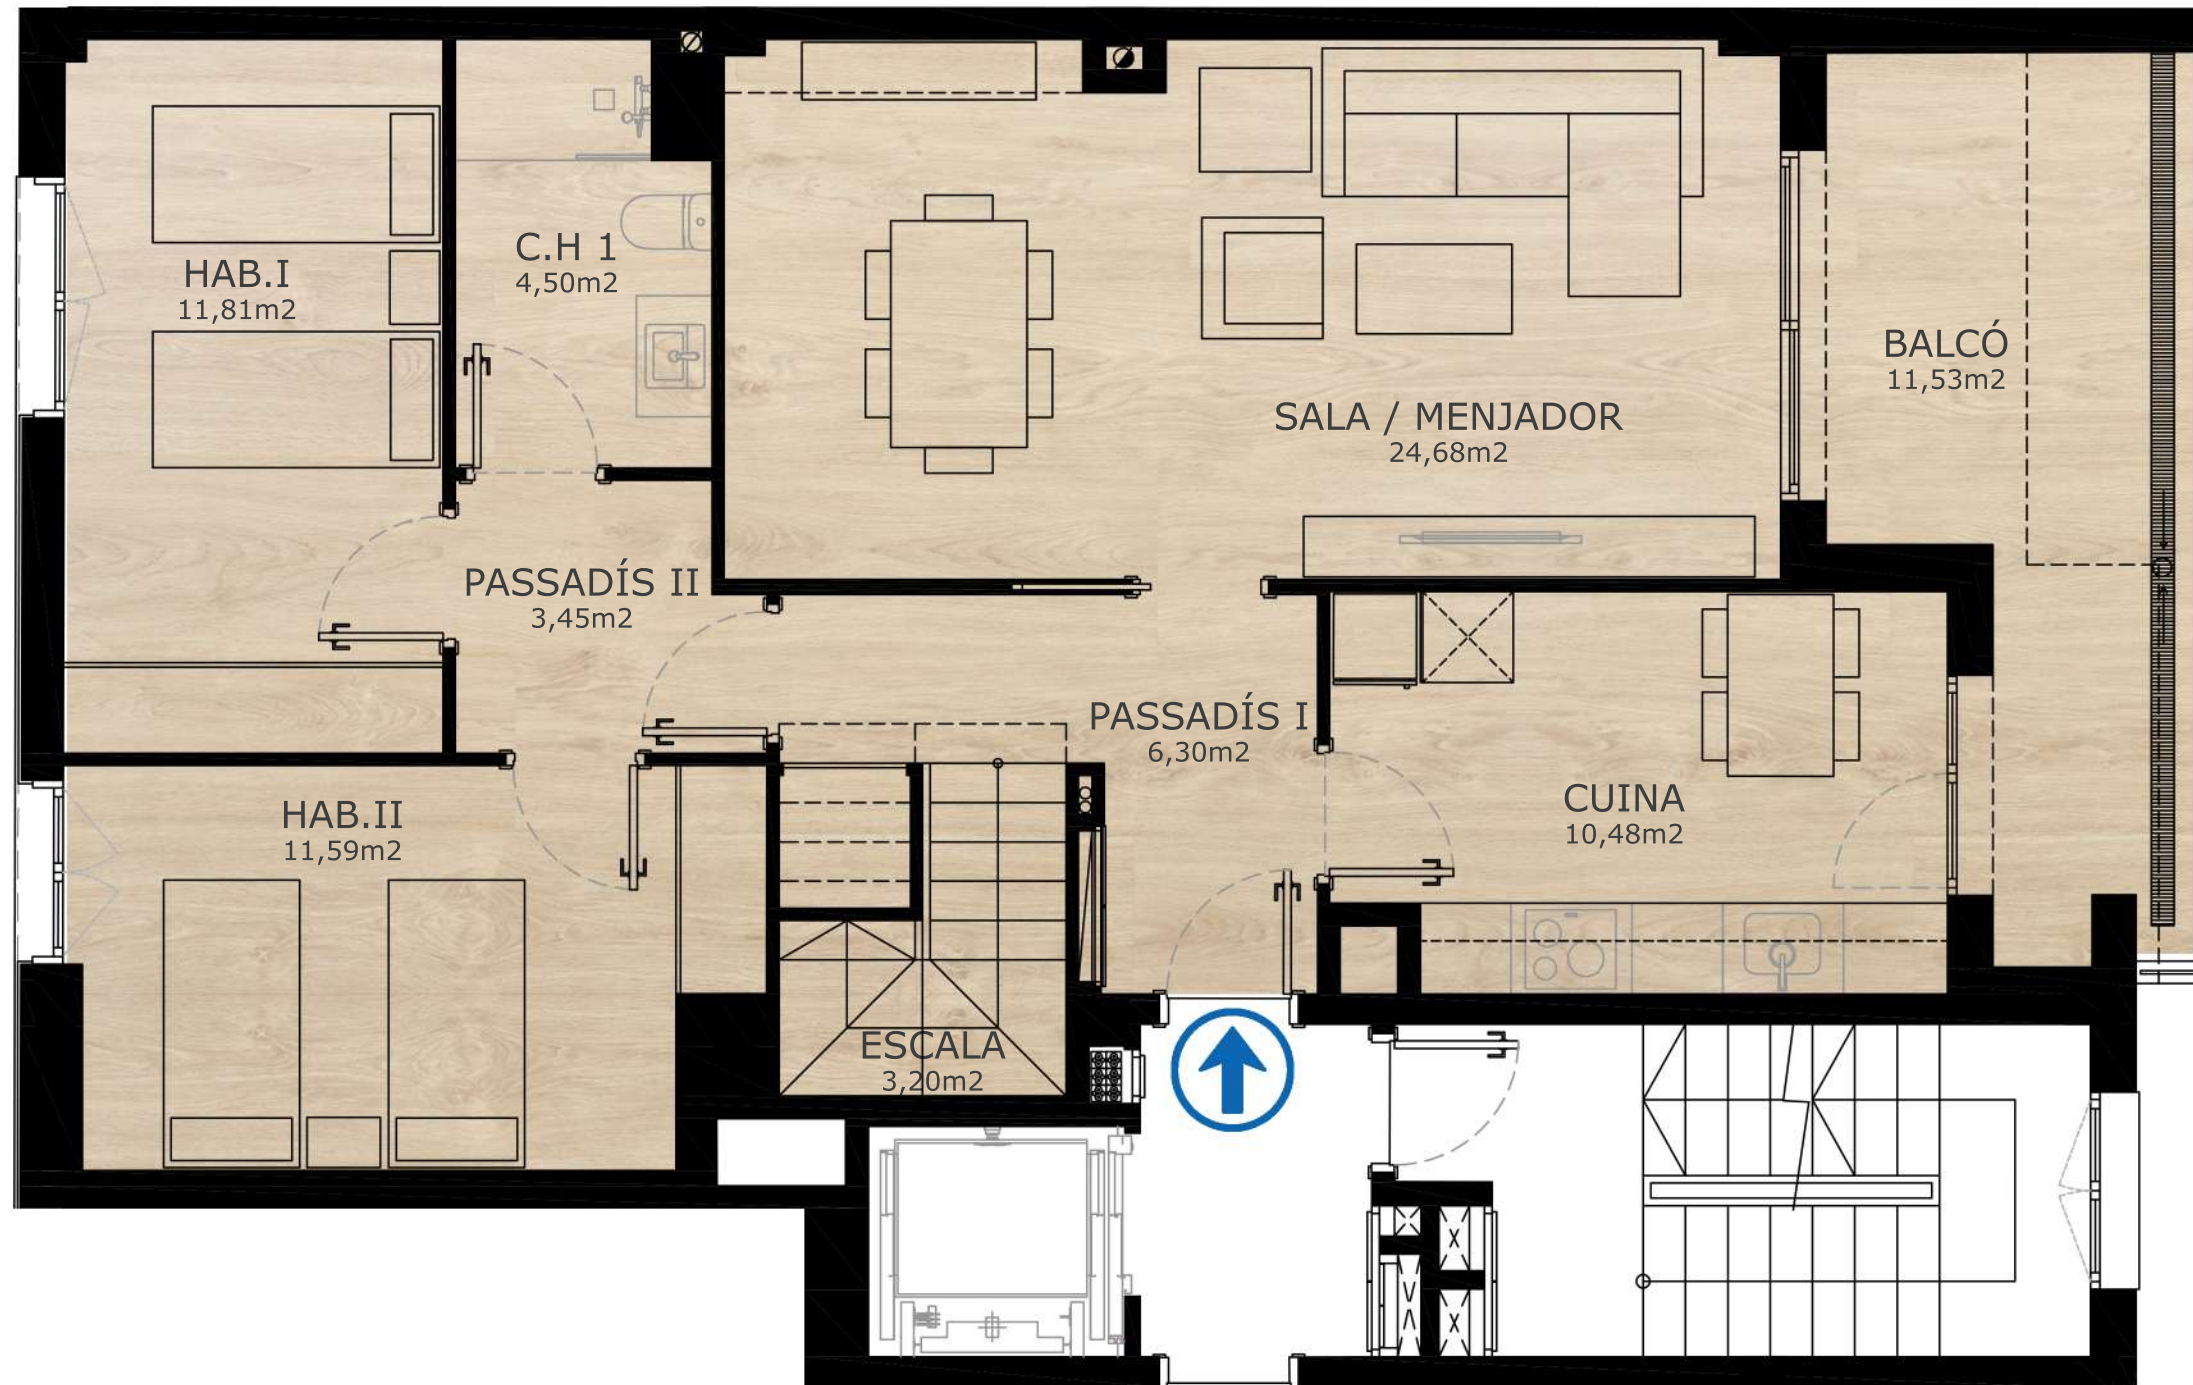 C.H 1
4,50m2
HAB.I
11,81m2
BALCÓ
11,53m2
SALA / MENJADOR
24,68m2
PASSADÍS II
3,45m2
PASSADÍS I
6,30m2
CUINA
10,48m2
HAB.II
11,59m2
ESCALA
3,20m2